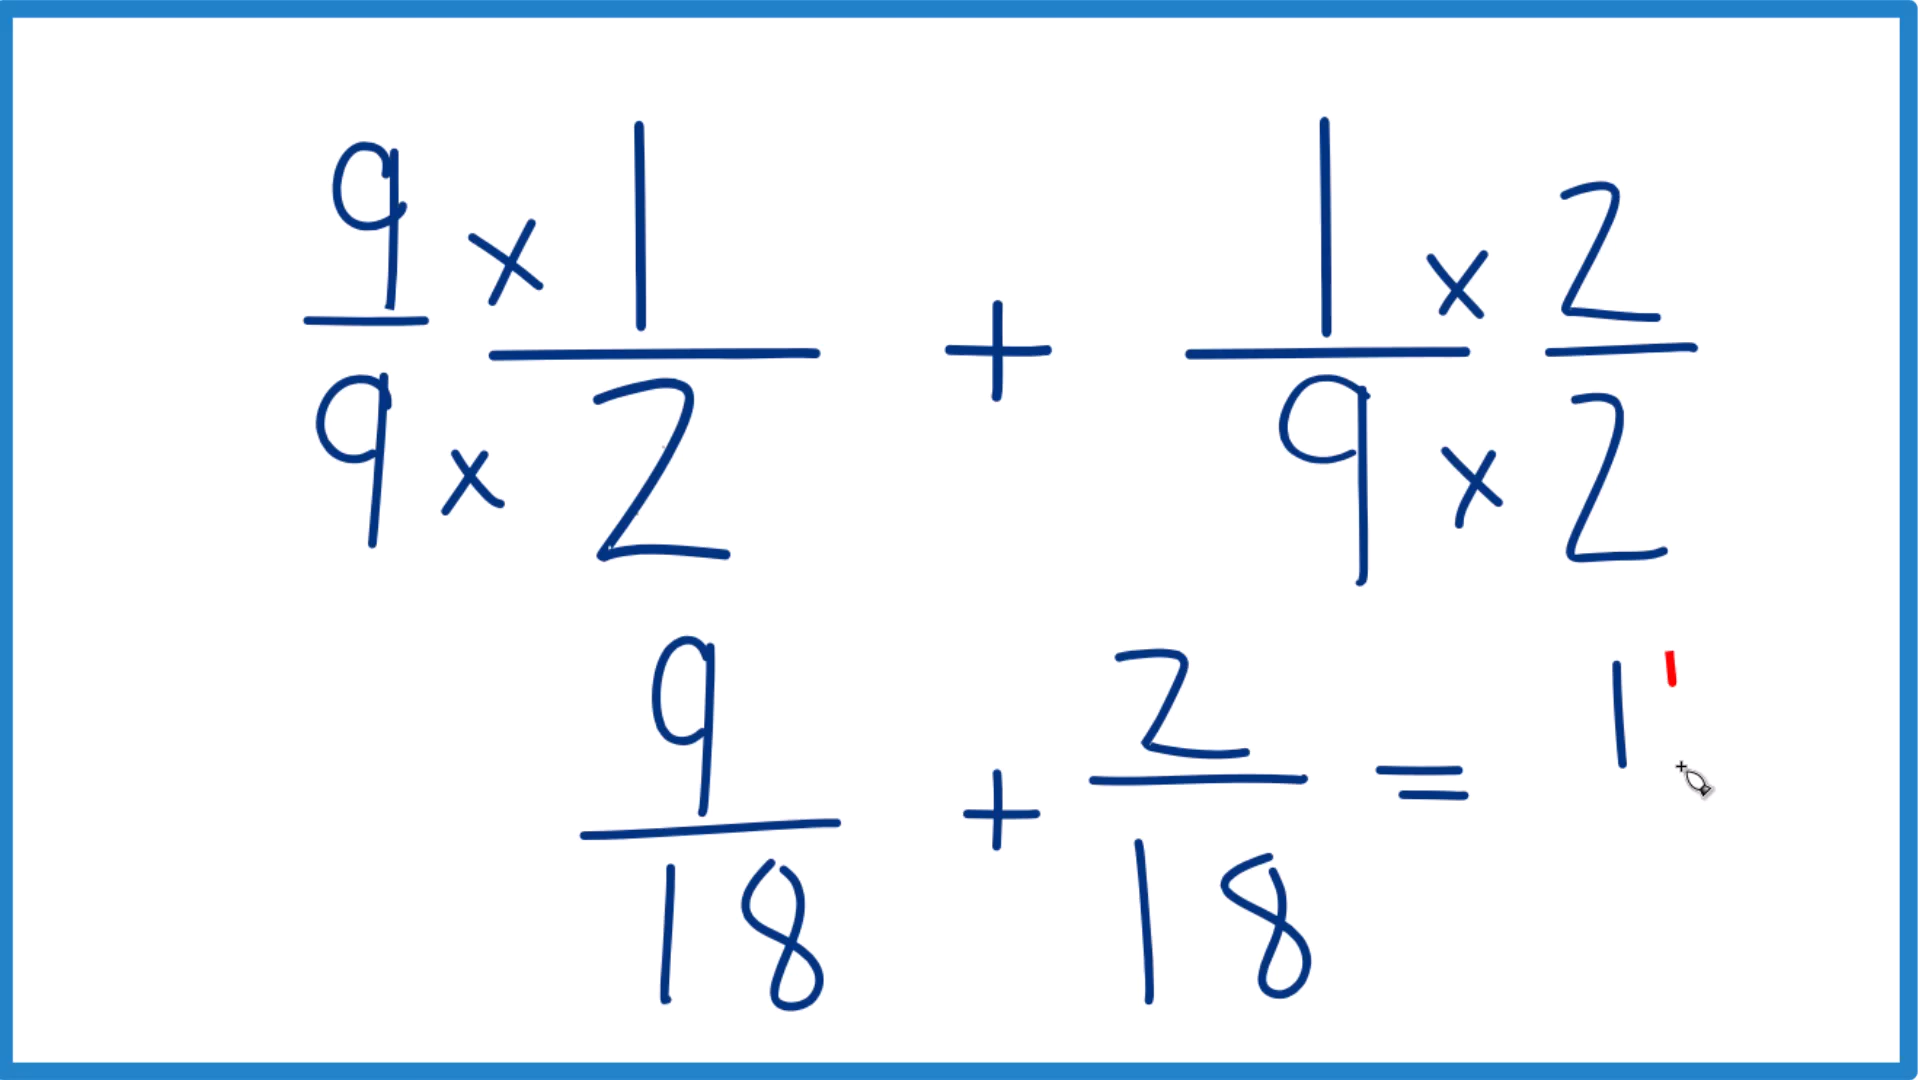 9/9 × 1/2 + 1/9 × 2/2
9/18 + 2/18 = 1